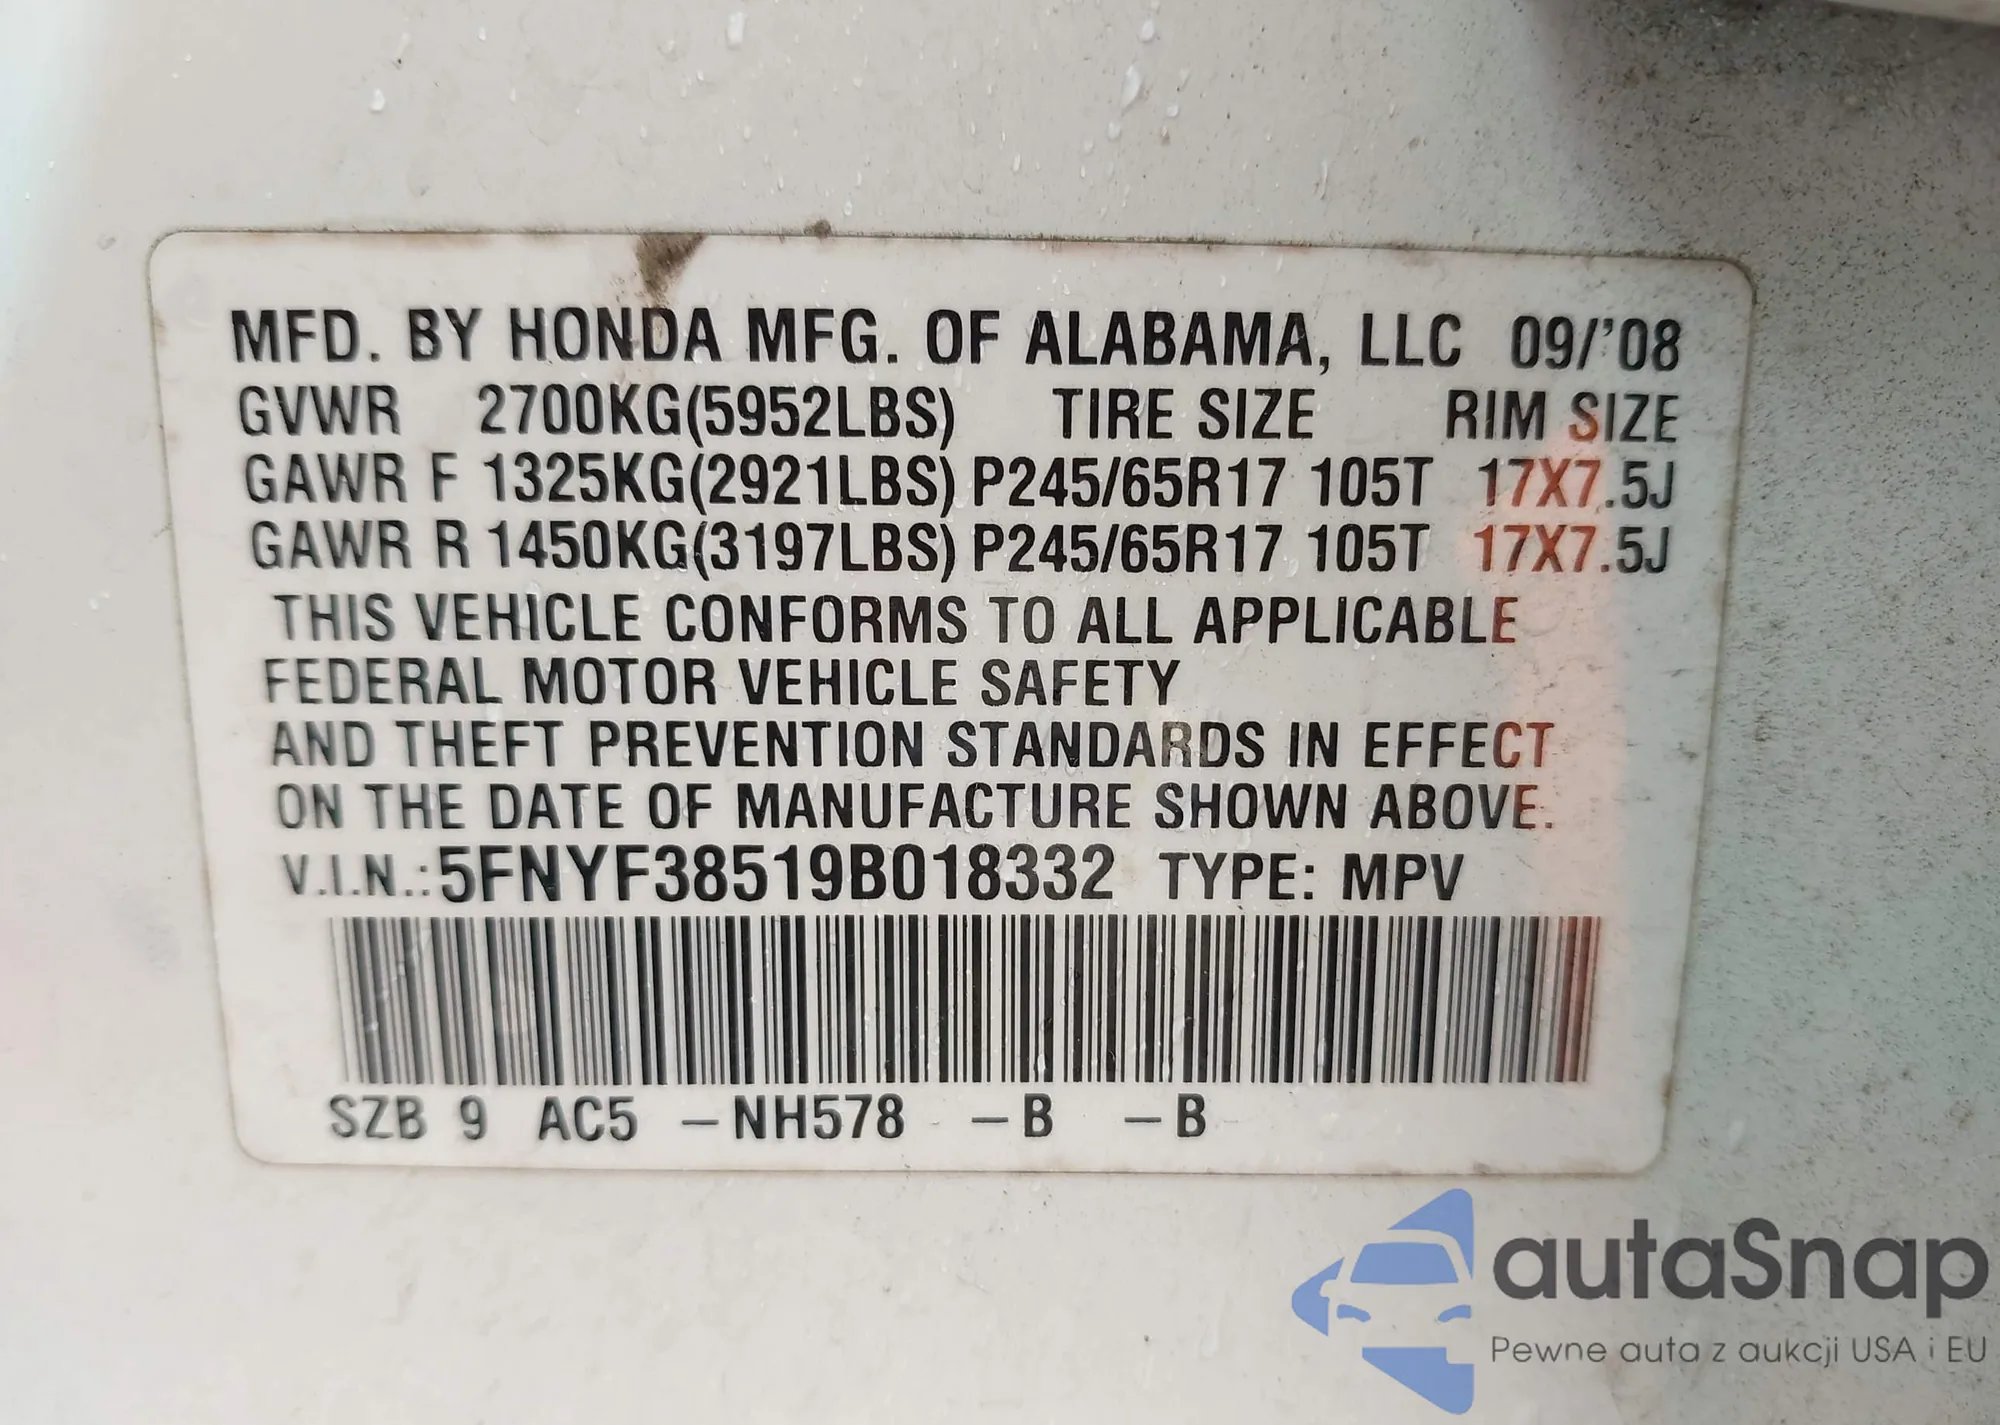 MFD. BY HONDA MFG. OF ALABAMA, LLC 09/'08
GVWR 2700KG(5952LBS) TIRE SIZE RIM SIZE
GAWR F 1325KG(2921LBS) P245/65R17 105T 17X7.5J
GAWR R 1450KG(3197LBS) P245/65R17 105T 17X7.5J
THIS VEHICLE CONFORMS TO ALL APPLICABLE
FEDERAL MOTOR VEHICLE SAFETY
AND THEFT PREVENTION STANDARDS IN EFFECT
ON THE DATE OF MANUFACTURE SHOWN ABOVE.
V.I.N.:5FNYF38519B018332 TYPE: MPV
SZB 9 AC5 –NH578 –B –B
autaSnap
Pewne auta z aukcji USA i EU